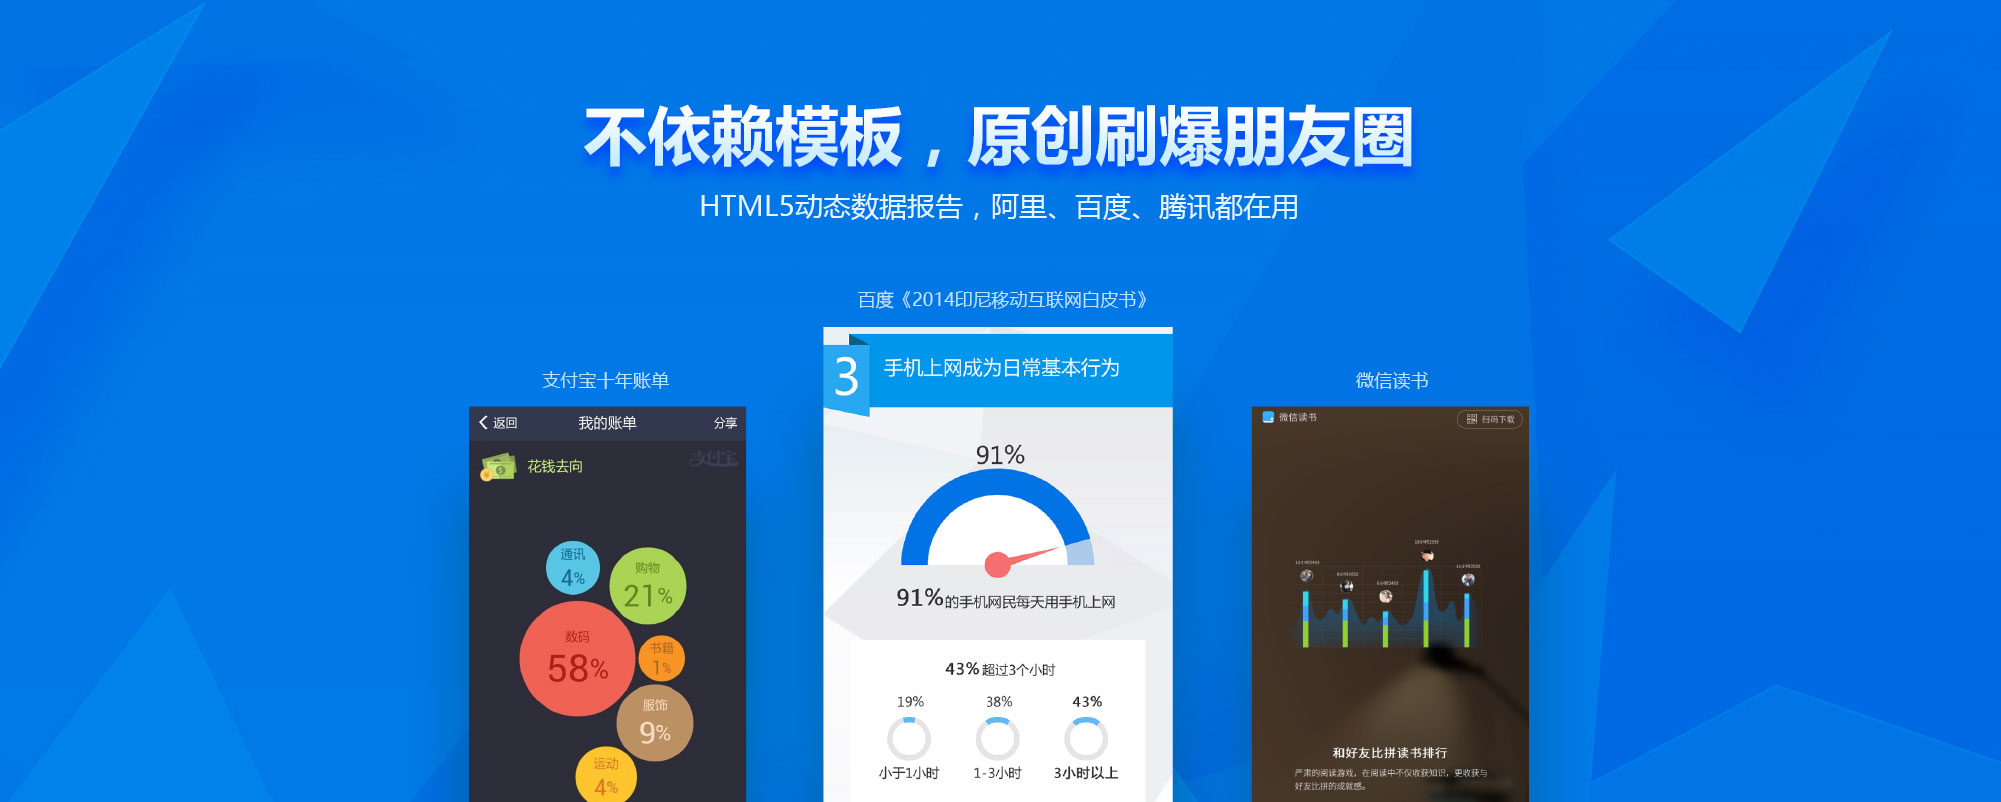 不依赖模板，原创刷爆朋友圈
HTML5动态数据报告，阿里、百度、腾讯都在用
支付宝十年账单
返回
我的账单
分享
花钱去向
支付宝
通讯
4%
购物
21%
数码
58%
书籍
1%
服饰
9%
运动
4%
百度《2014印尼移动互联网白皮书》
3
手机上网成为日常基本行为
91%
91%的手机网民每天用手机上网
43%超过3个小时
19%
38%
43%
小于1小时
1-3小时
3小时以上
微信读书
微信读书
扫码下载
和好友比拼读书排行
严肃的阅读游戏，在阅读中不仅收获知识，更收获与
好友比拼的成就感。